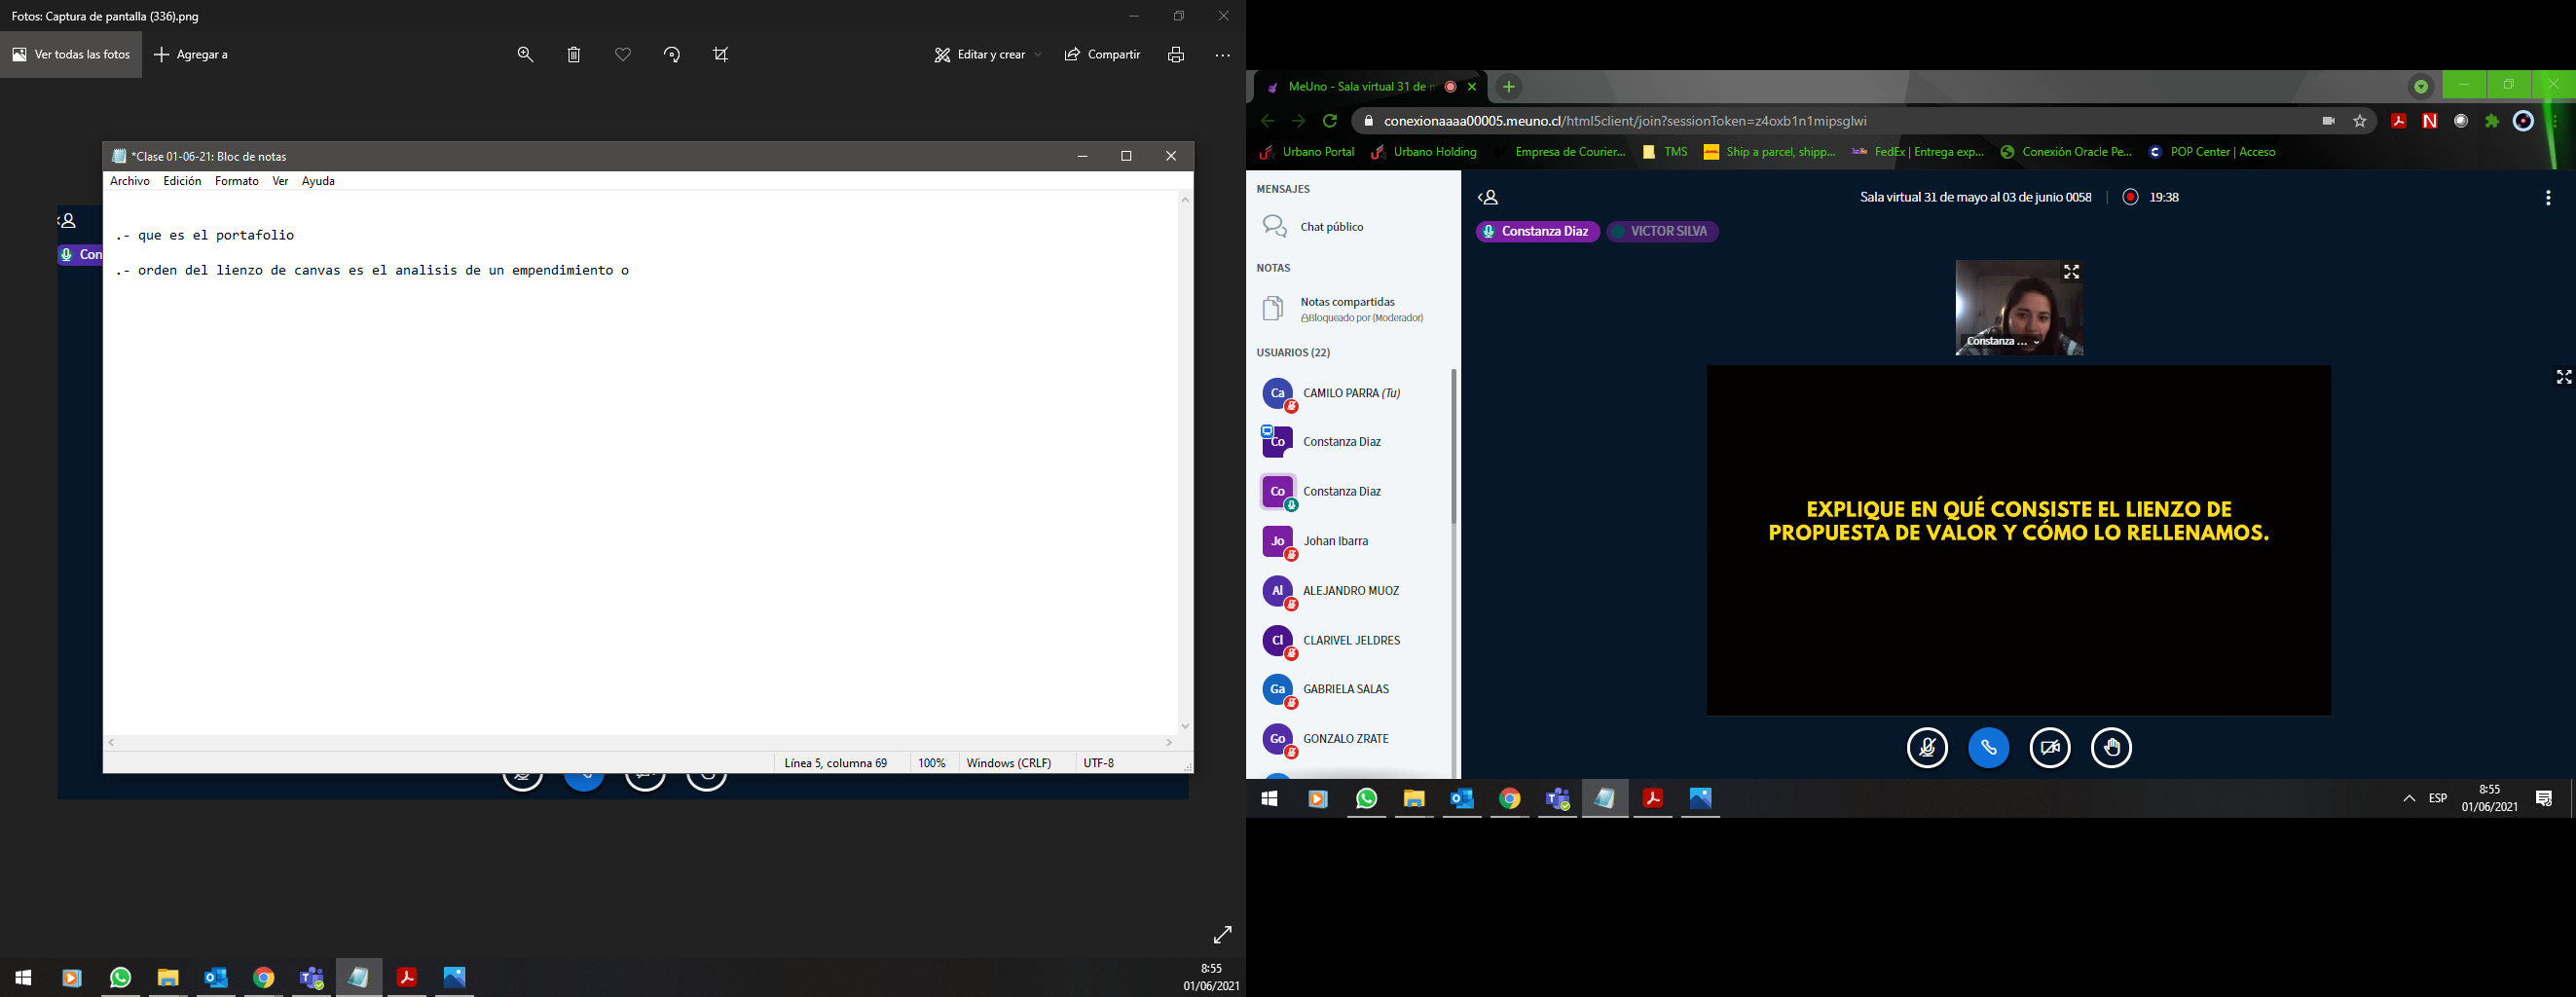 Fotos: Captura de pantalla (336).png
Ver todas las fotos
Agregar a
Editar y crear
Compartir
Con
*Clase 01-06-21: Bloc de notas
Archivo Edición Formato Ver Ayuda
.- que es el portafolio
.- orden del lienzo de canvas es el analisis de un empendimiento o
Línea 5, columna 69
100%
Windows (CRLF)
UTF-8
8:55
01/06/2021
MeUno - Sala virtual 31 de
conexionaaaa00005.meuno.cl/html5client/join?sessionToken=z4oxb1n1mipsglwi
Urbano Portal
Urbano Holding
Empresa de Courier...
TMS
Ship a parcel, shipp...
FedEx | Entrega exp...
Conexión Oracle Pe...
POP Center | Acceso
MENSAJES
Chat público
NOTAS
Notas compartidas
Bloqueado por (Moderador)
USUARIOS (22)
Ca CAMILO PARRA (Tu)
Co Constanza Diaz
Co Constanza Diaz
Jo Johan Ibarra
Al ALEJANDRO MUOZ
Cl CLARIVEL JELDRES
Ga GABRIELA SALAS
Go GONZALO ZRATE
Sala virtual 31 de mayo al 03 de junio 0058 | 19:38
Constanza Diaz
VICTOR SILVA
Constanza ...
EXPLIQUE EN QUÉ CONSISTE EL LIENZO DE
PROPUESTA DE VALOR Y CÓMO LO RELLENAMOS.
ESP
8:55
01/06/2021